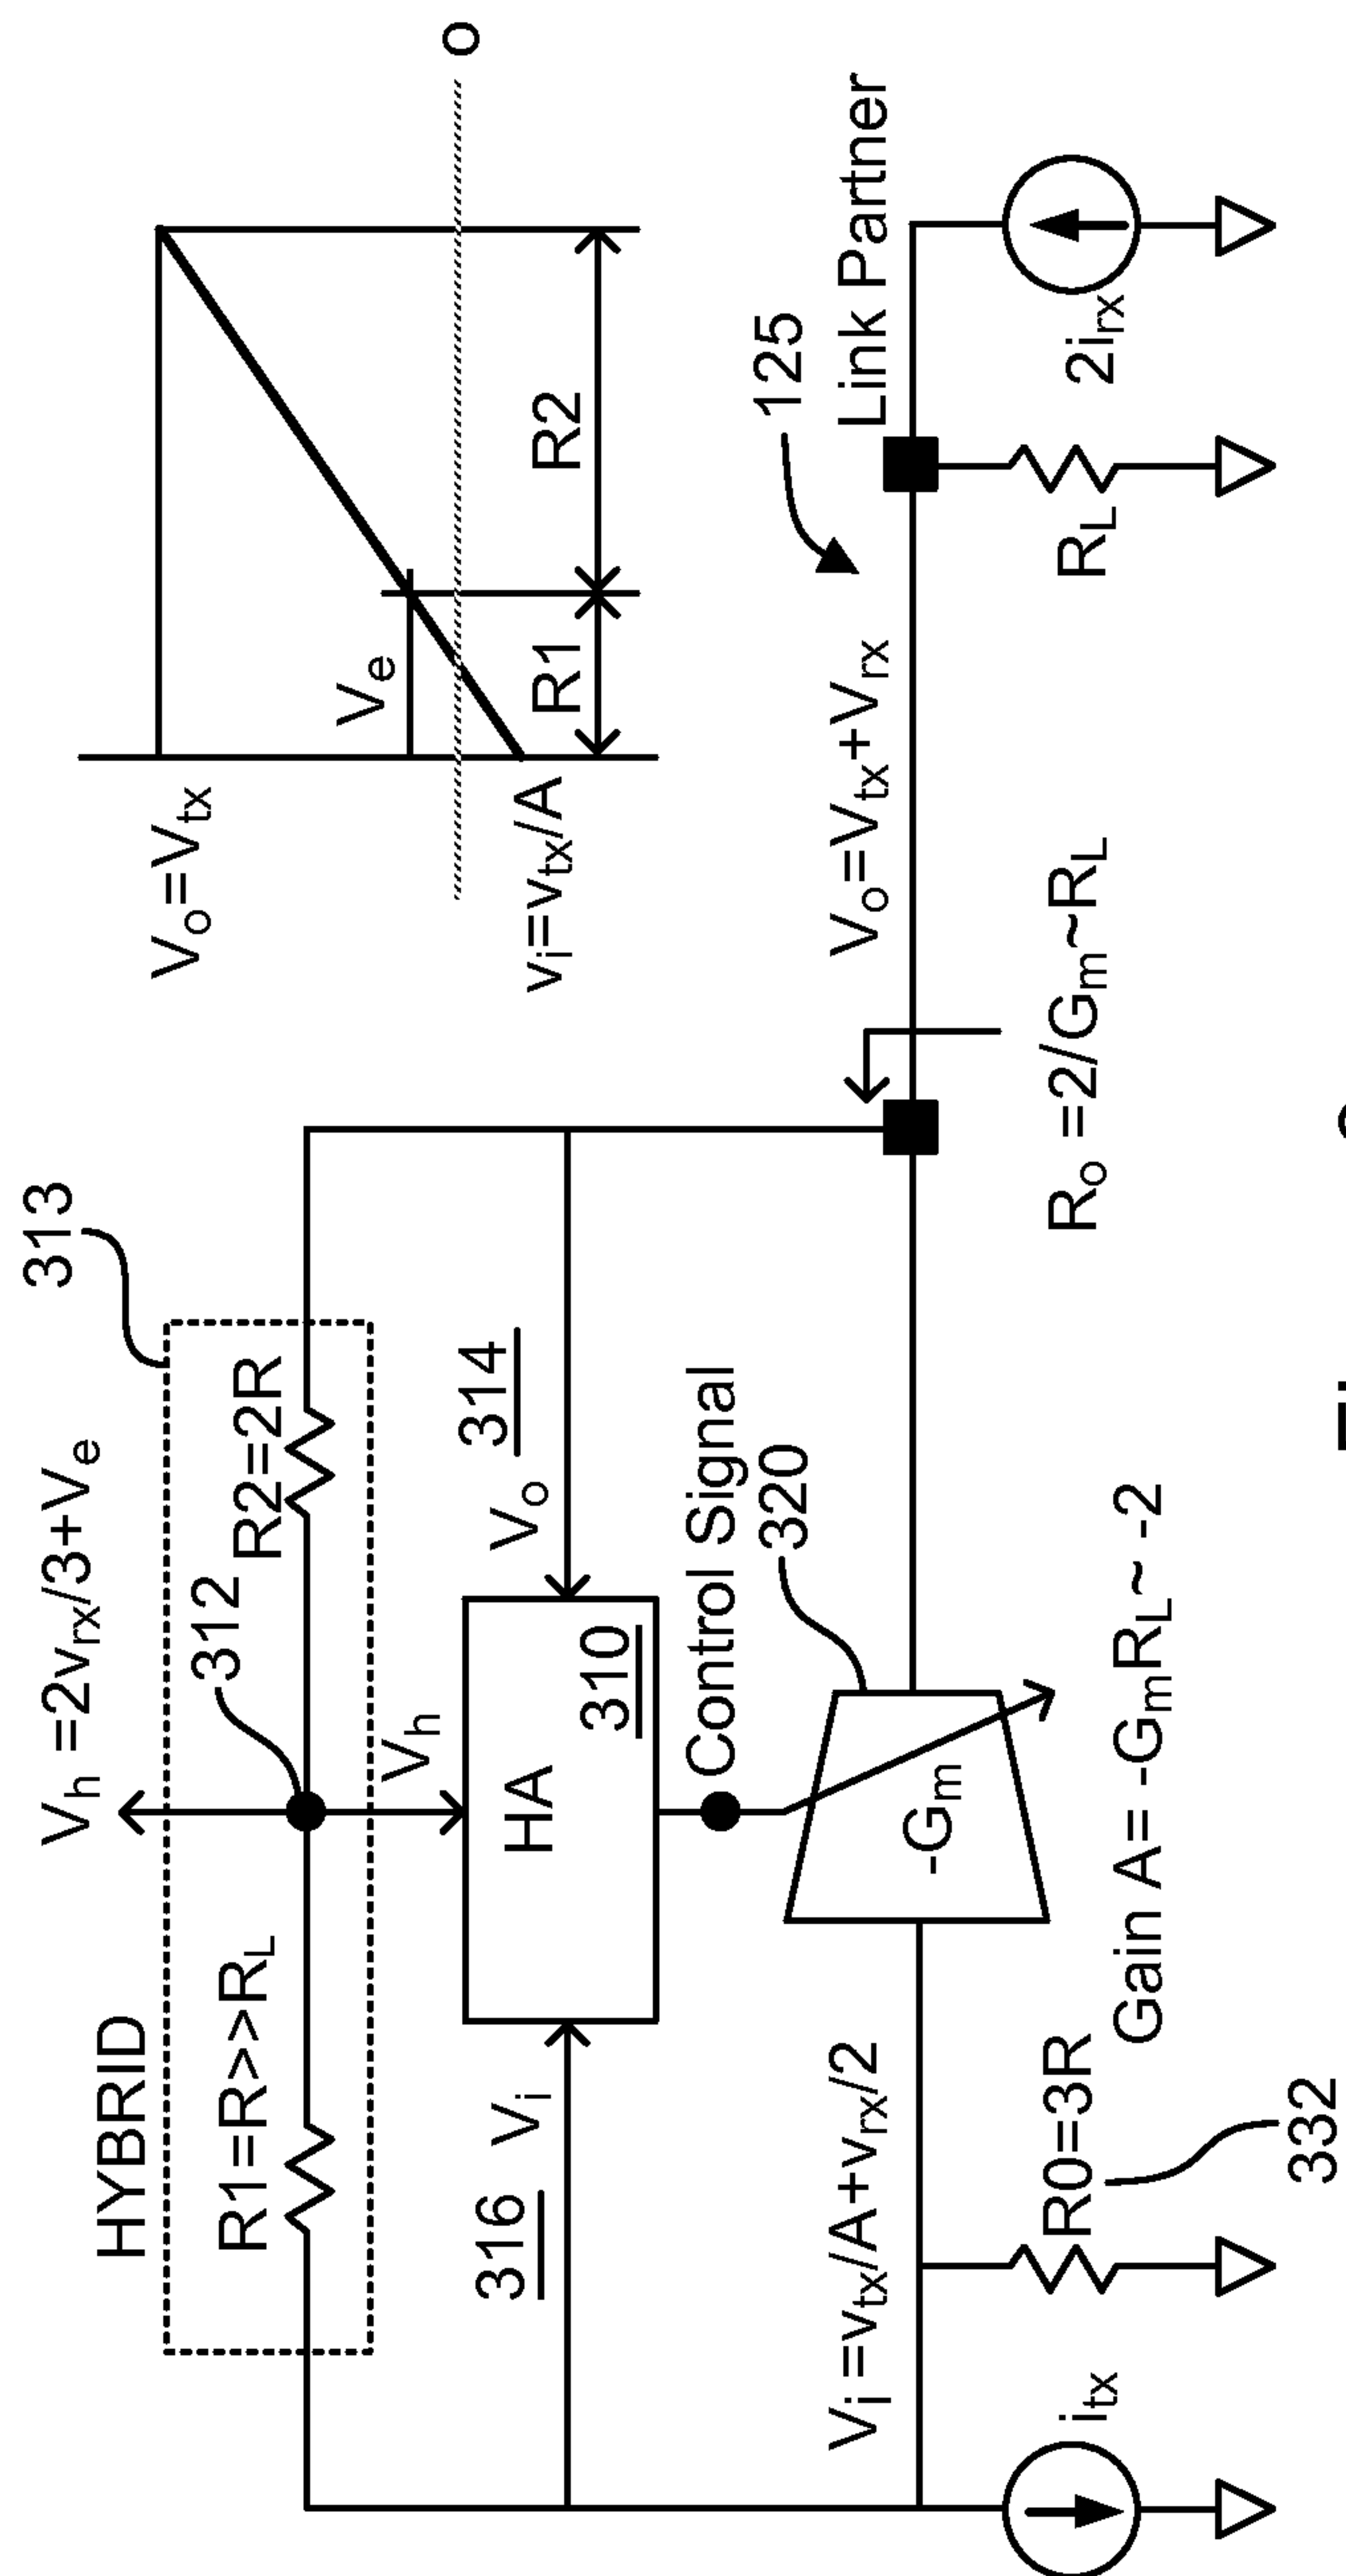 313
HYBRID
V_h =2v_rx/3+V_e
R1=R>>R_L
312
R2=2R
V_h
316
V_i
HA
310
V_o
314
Control Signal
320
-G_m
V_i =v_tx/A+v_rx/2
i_tx
R0=3R
332
Gain A= -G_mR_L~ -2
R_o =2/G_m~R_L
V_o=V_tx+V_rx
125
Link Partner
R_L
2i_rx
V_o=V_tx
V_e
v_i=v_tx/A
R1
R2
o